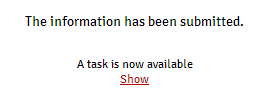 The information has been submitted.
A task is now available
Show